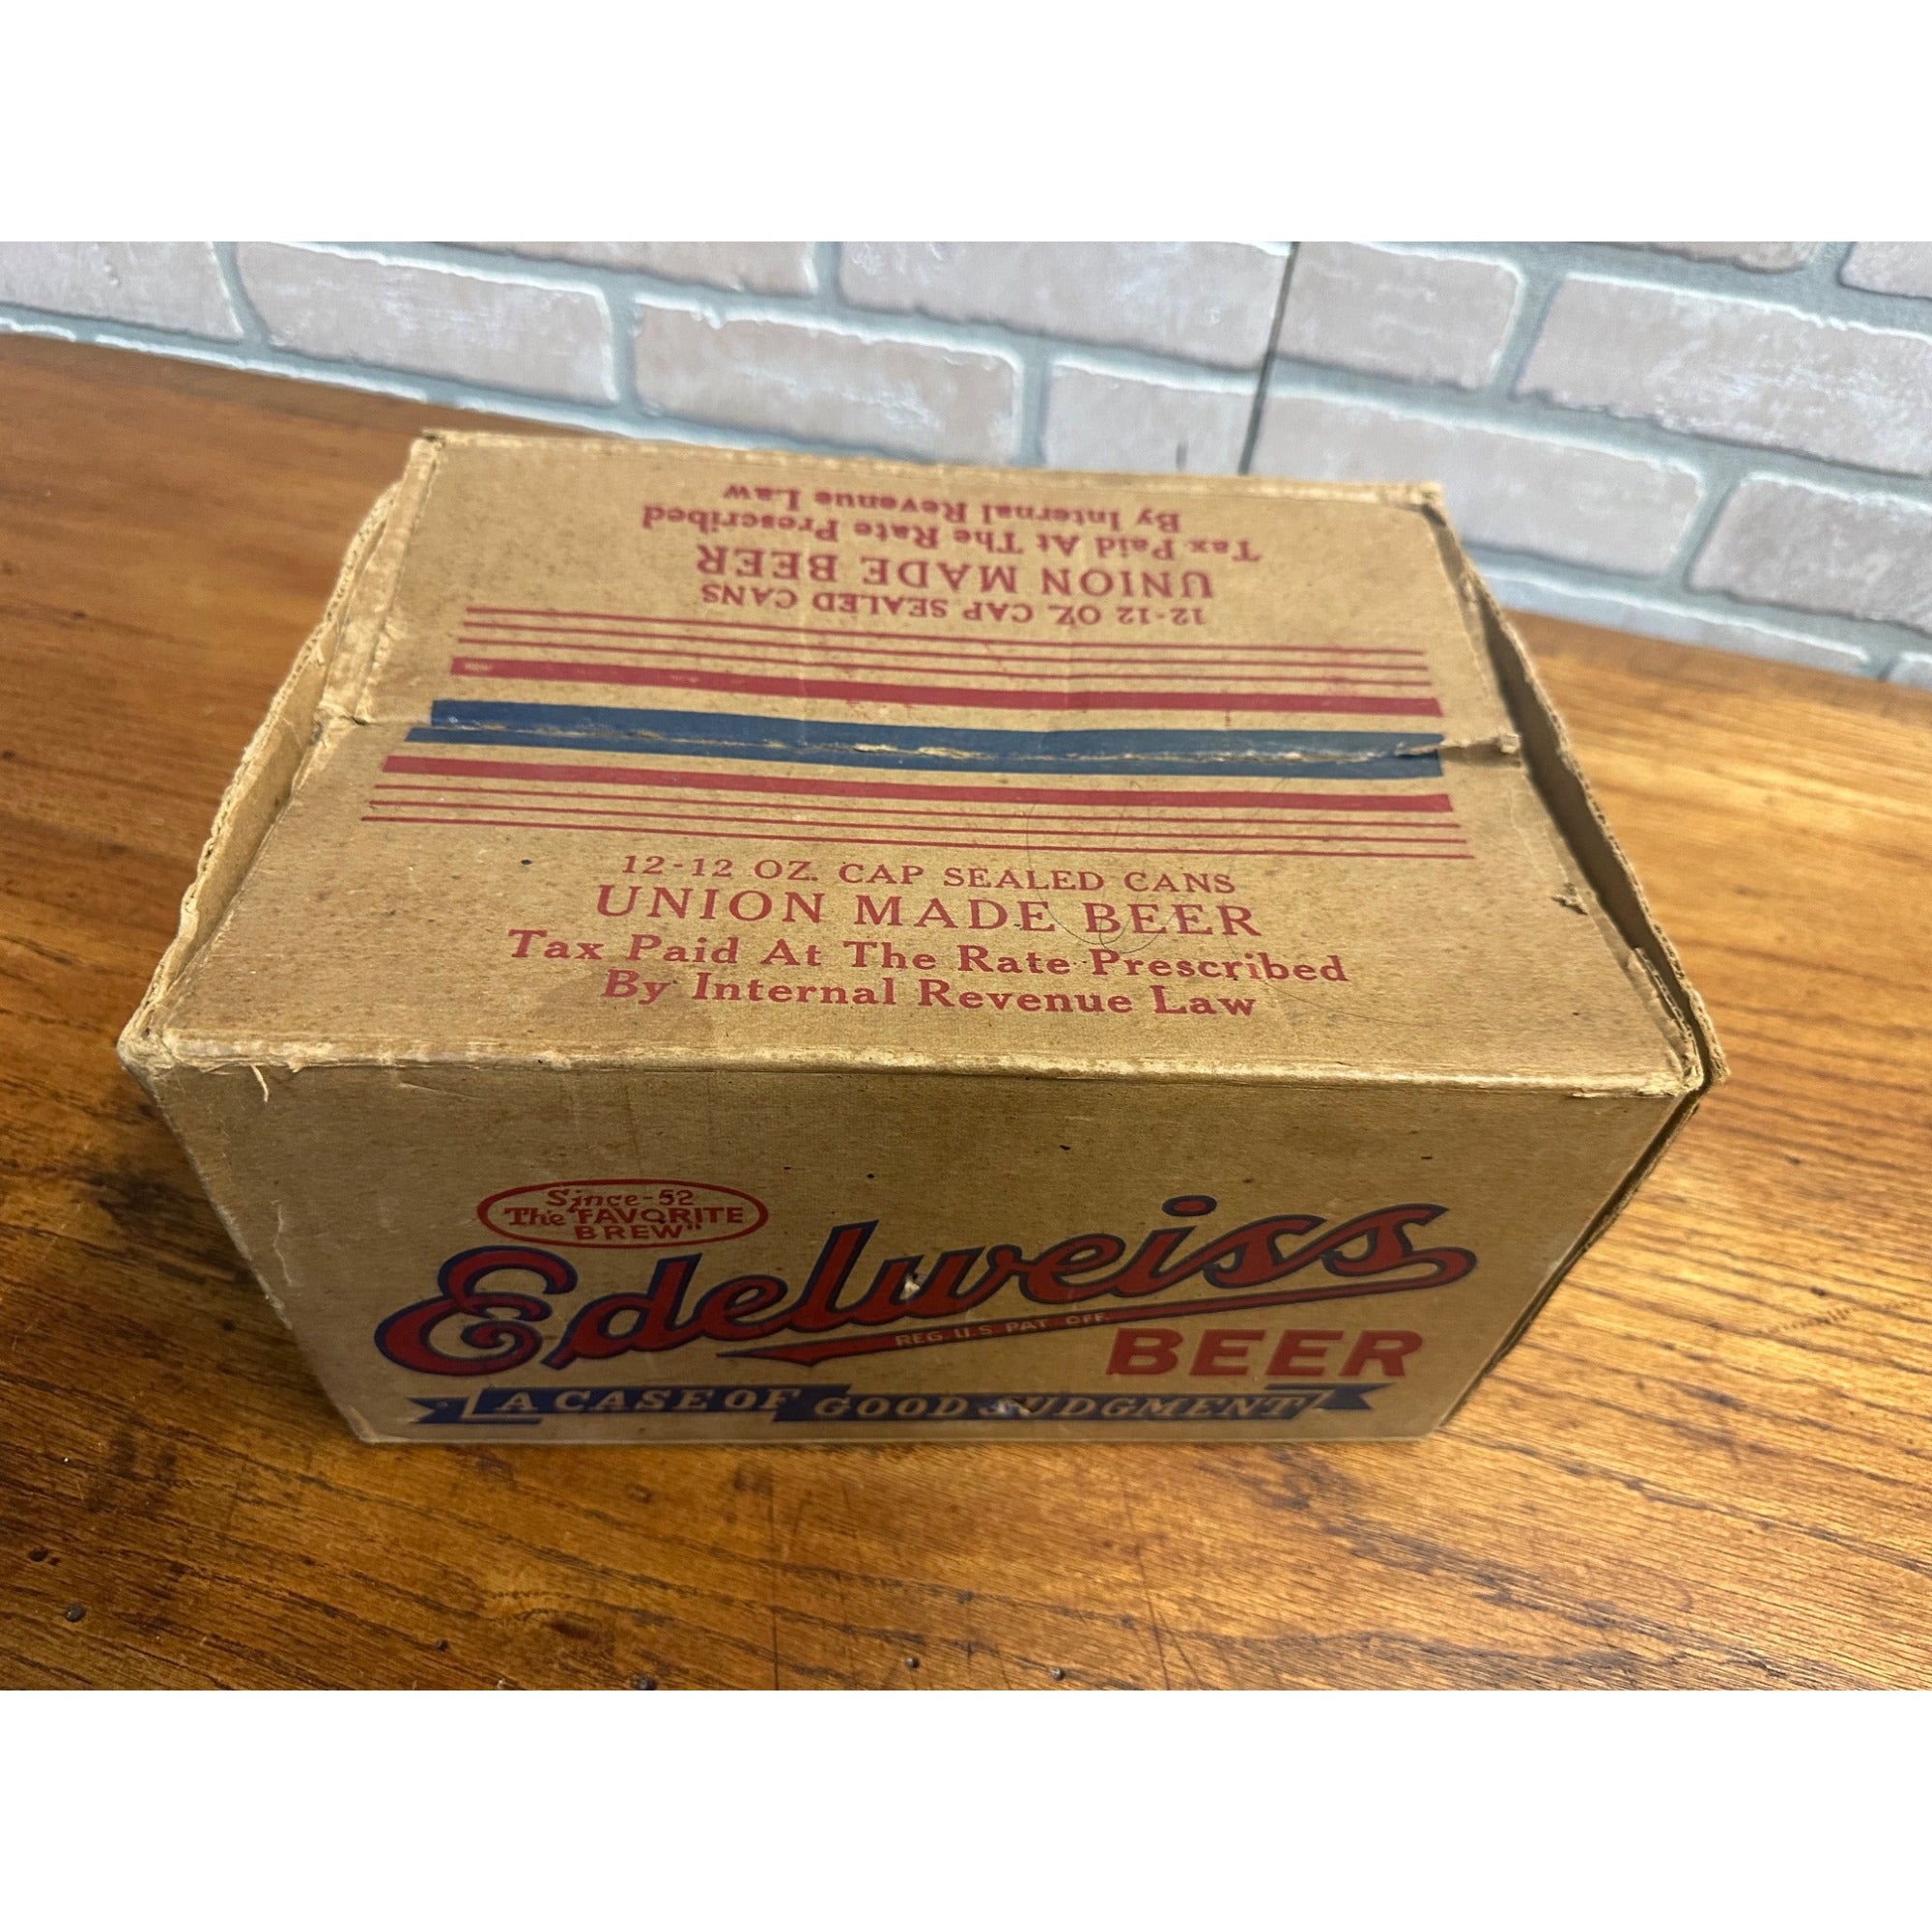 By Internal Revenue Law
Tax Paid At The Rate Prescribed
UNION MADE BEER
12-12 OZ. CAP SEALED CANS
12-12 OZ. CAP SEALED CANS
UNION MADE BEER
Tax Paid At The Rate Prescribed
By Internal Revenue Law
Since-52
The "FAVORITE
BREW"
Edelweiss
REG. U.S. PAT. OFF.
BEER
A CASE OF GOOD JUDGMENT